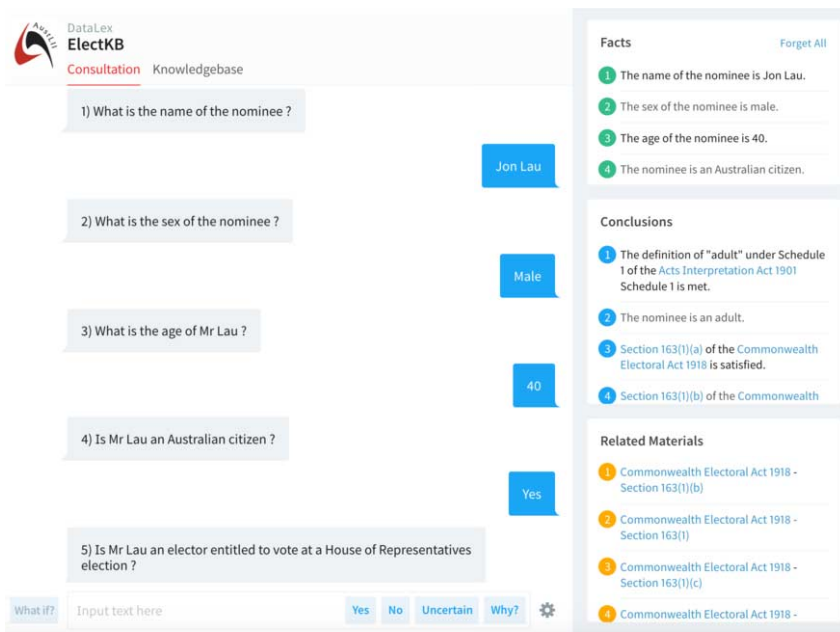 AustLII
DataLex
ElectKB
Consultation Knowledgebase
1) What is the name of the nominee ?
Jon Lau
2) What is the sex of the nominee ?
Male
3) What is the age of Mr Lau ?
40
4) Is Mr Lau an Australian citizen ?
Yes
5) Is Mr Lau an elector entitled to vote at a House of Representatives
election ?
What if? Input text here Yes No Uncertain Why?
Facts Forget All
1 The name of the nominee is Jon Lau.
2 The sex of the nominee is male.
3 The age of the nominee is 40.
4 The nominee is an Australian citizen.
Conclusions
1 The definition of "adult" under Schedule
1 of the Acts Interpretation Act 1901
Schedule 1 is met.
2 The nominee is an adult.
3 Section 163(1)(a) of the Commonwealth
Electoral Act 1918 is satisfied.
4 Section 163(1)(b) of the Commonwealth
Related Materials
1 Commonwealth Electoral Act 1918 -
Section 163(1)(b)
2 Commonwealth Electoral Act 1918 -
Section 163(1)
3 Commonwealth Electoral Act 1918 -
Section 163(1)(c)
4 Commonwealth Electoral Act 1918 -